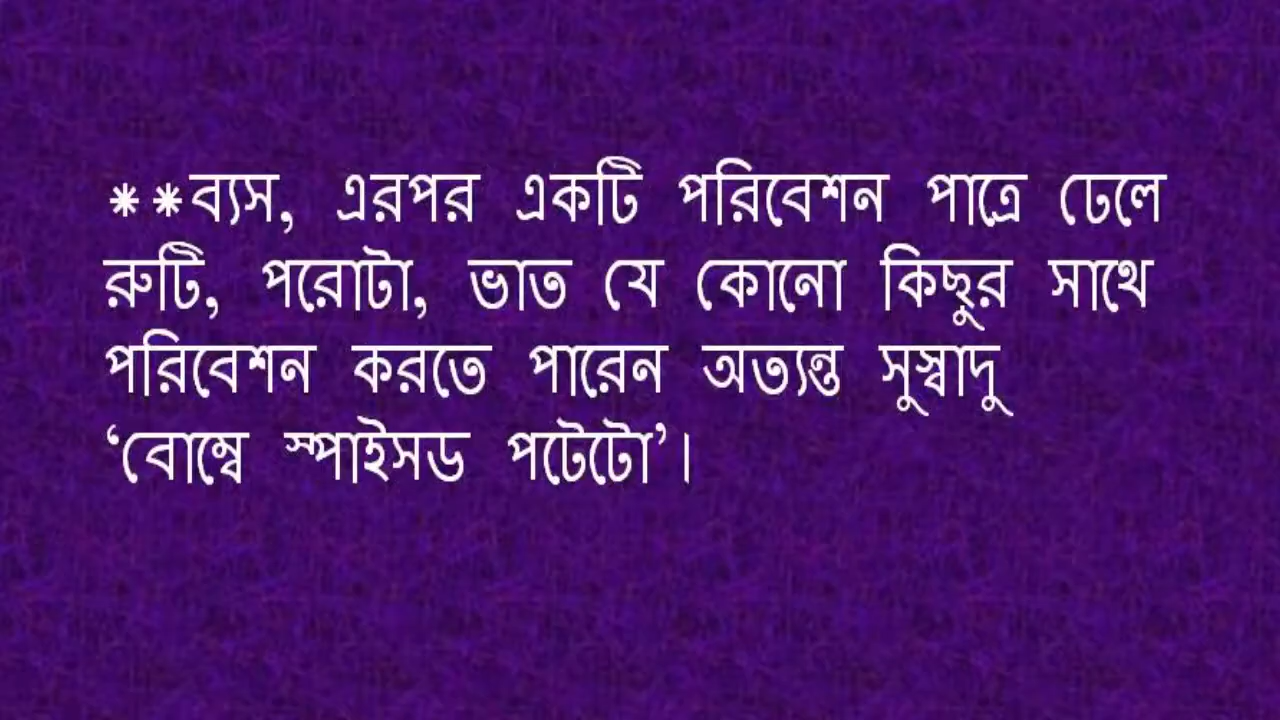 **ব্যস, এরপর একটি পরিবেশন পাত্রে ঢেলে
রুটি, পরোটা, ভাত যে কোনো কিছুর সাথে
পরিবেশন করতে পারেন অত্যন্ত সুস্বাদু
‘বোম্বে স্পাইসড পটেটো’।